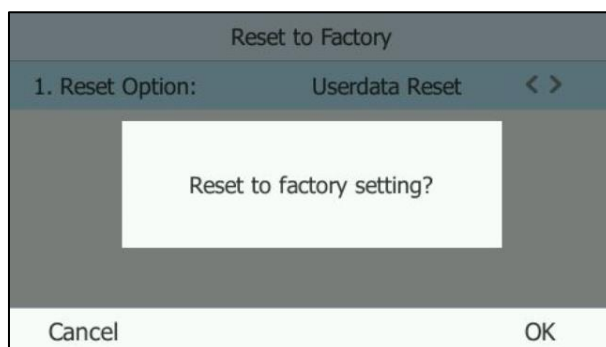 Reset to Factory
1. Reset Option: Userdata Reset < >
Reset to factory setting?
Cancel OK